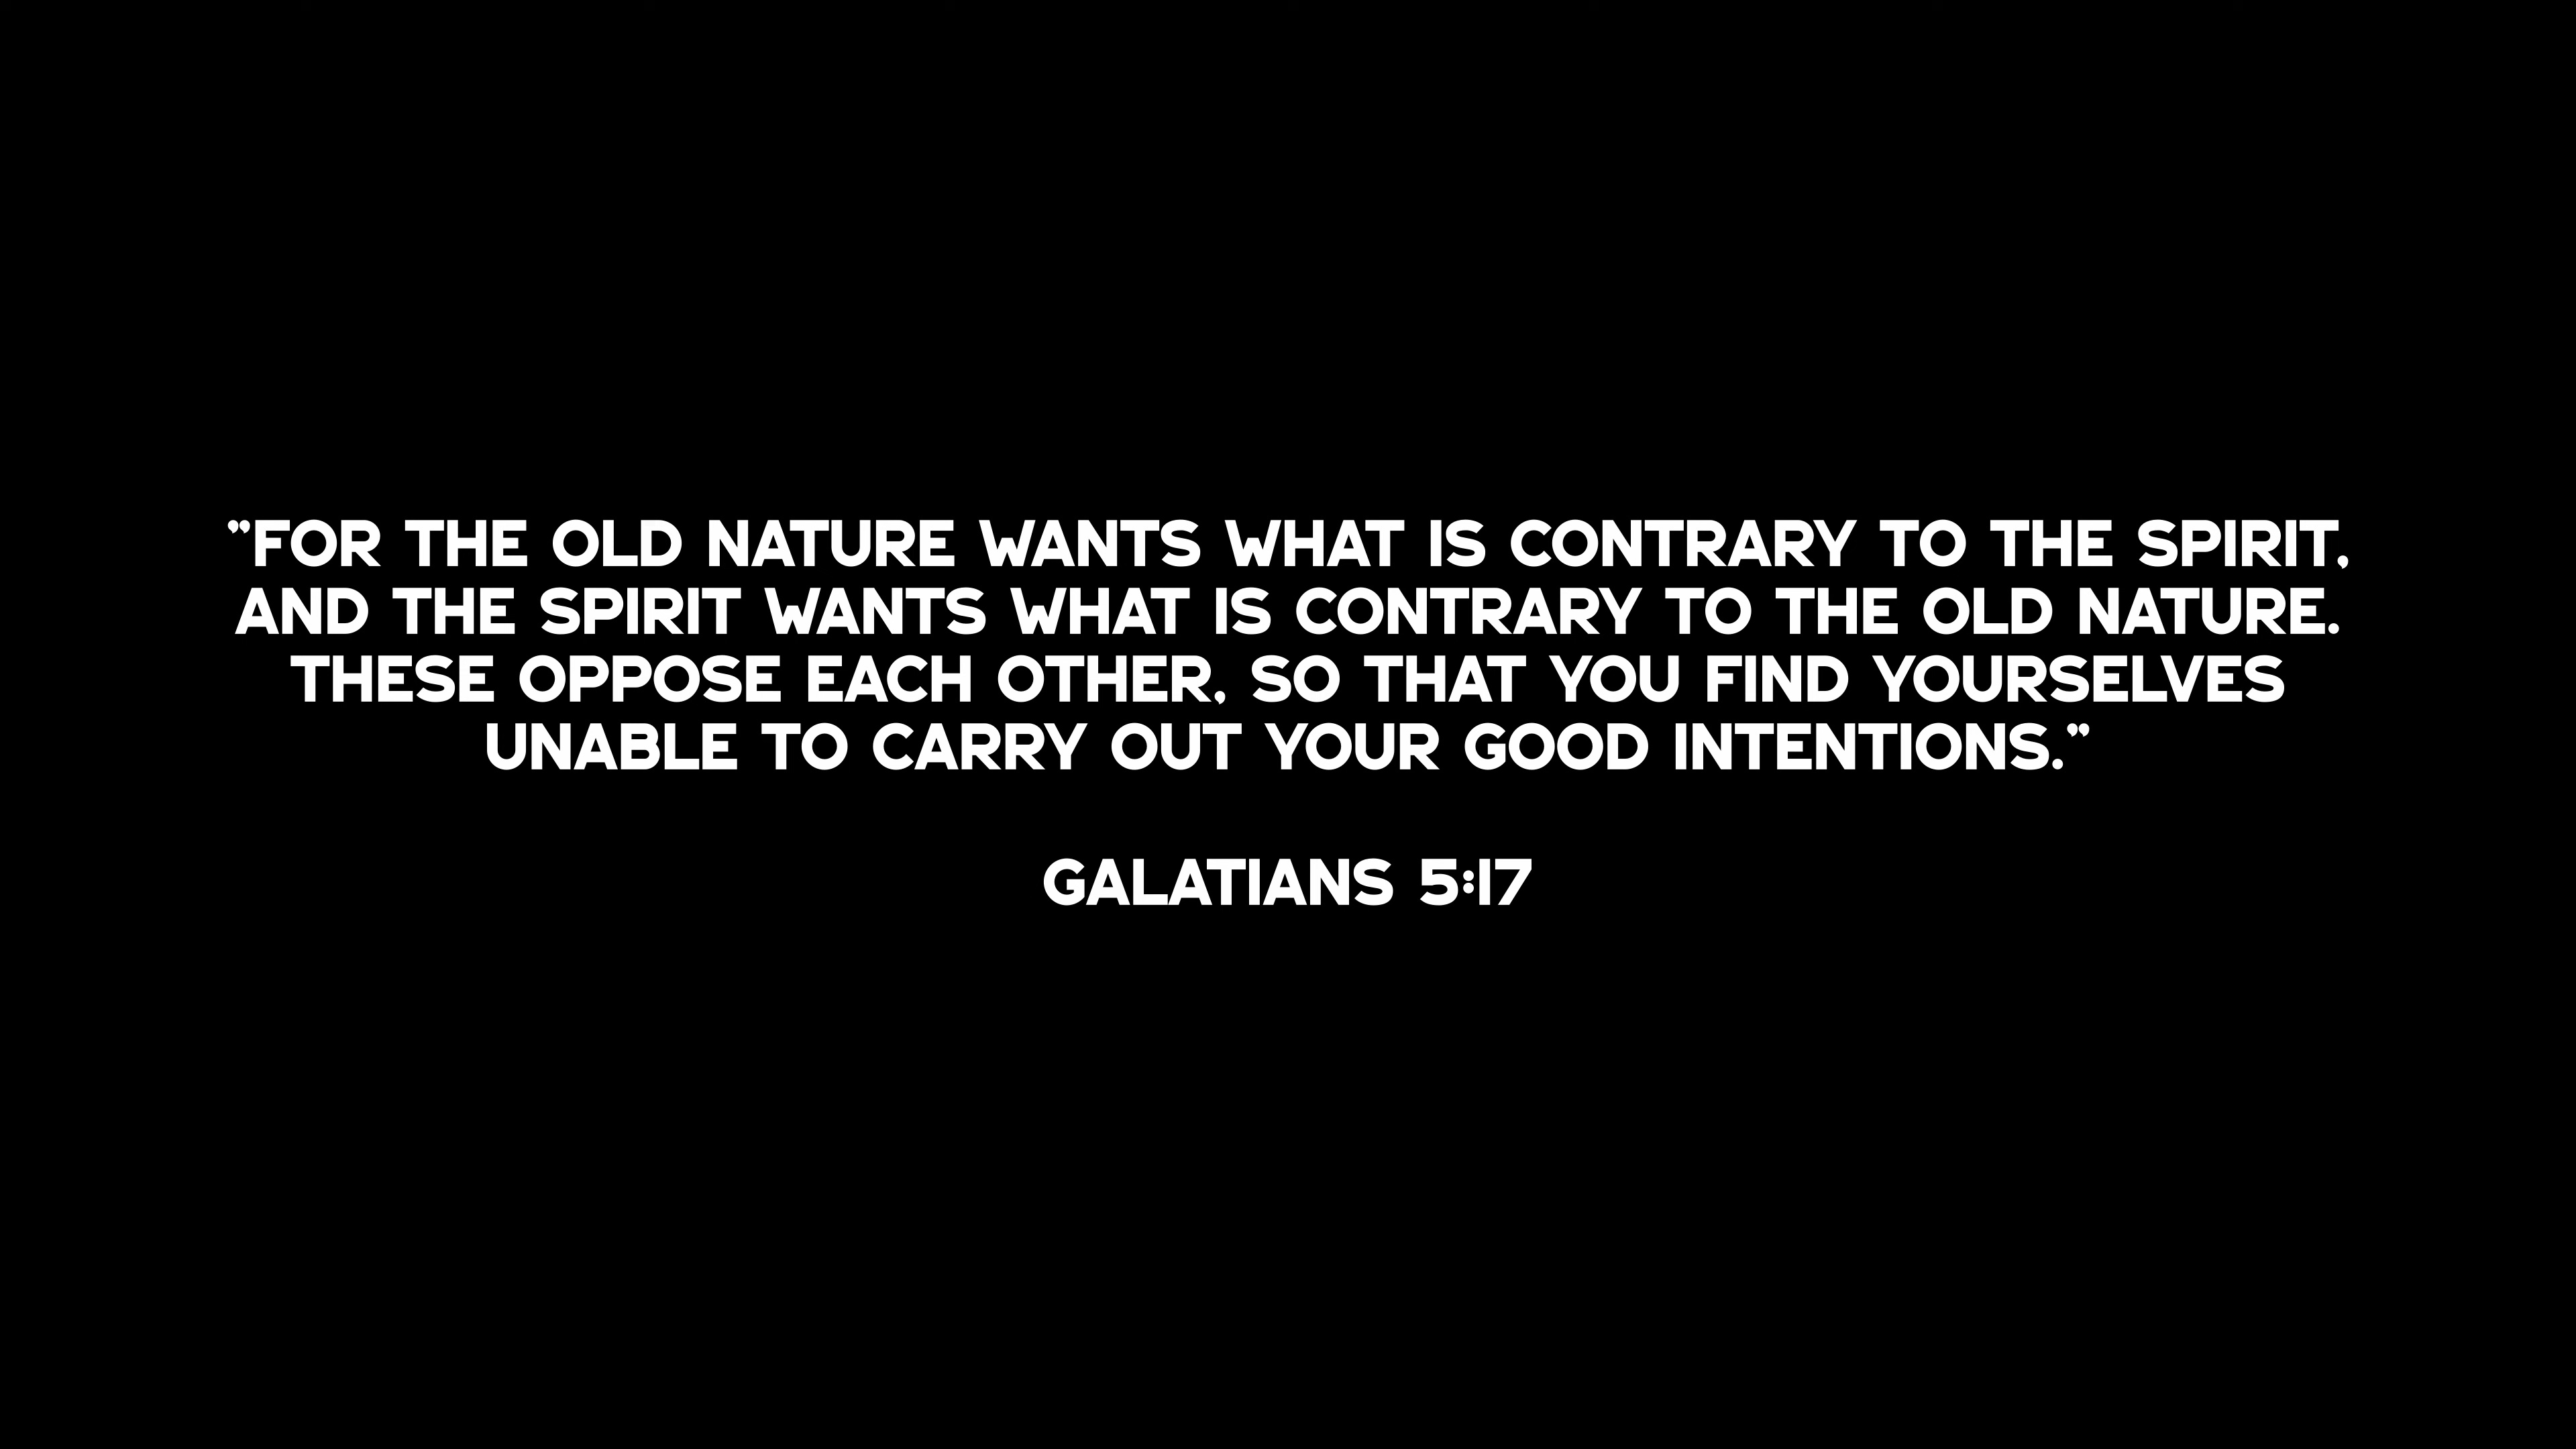 ”FOR THE OLD NATURE WANTS WHAT IS CONTRARY TO THE SPIRIT,
AND THE SPIRIT WANTS WHAT IS CONTRARY TO THE OLD NATURE.
THESE OPPOSE EACH OTHER, SO THAT YOU FIND YOURSELVES
UNABLE TO CARRY OUT YOUR GOOD INTENTIONS.”
GALATIANS 5:17